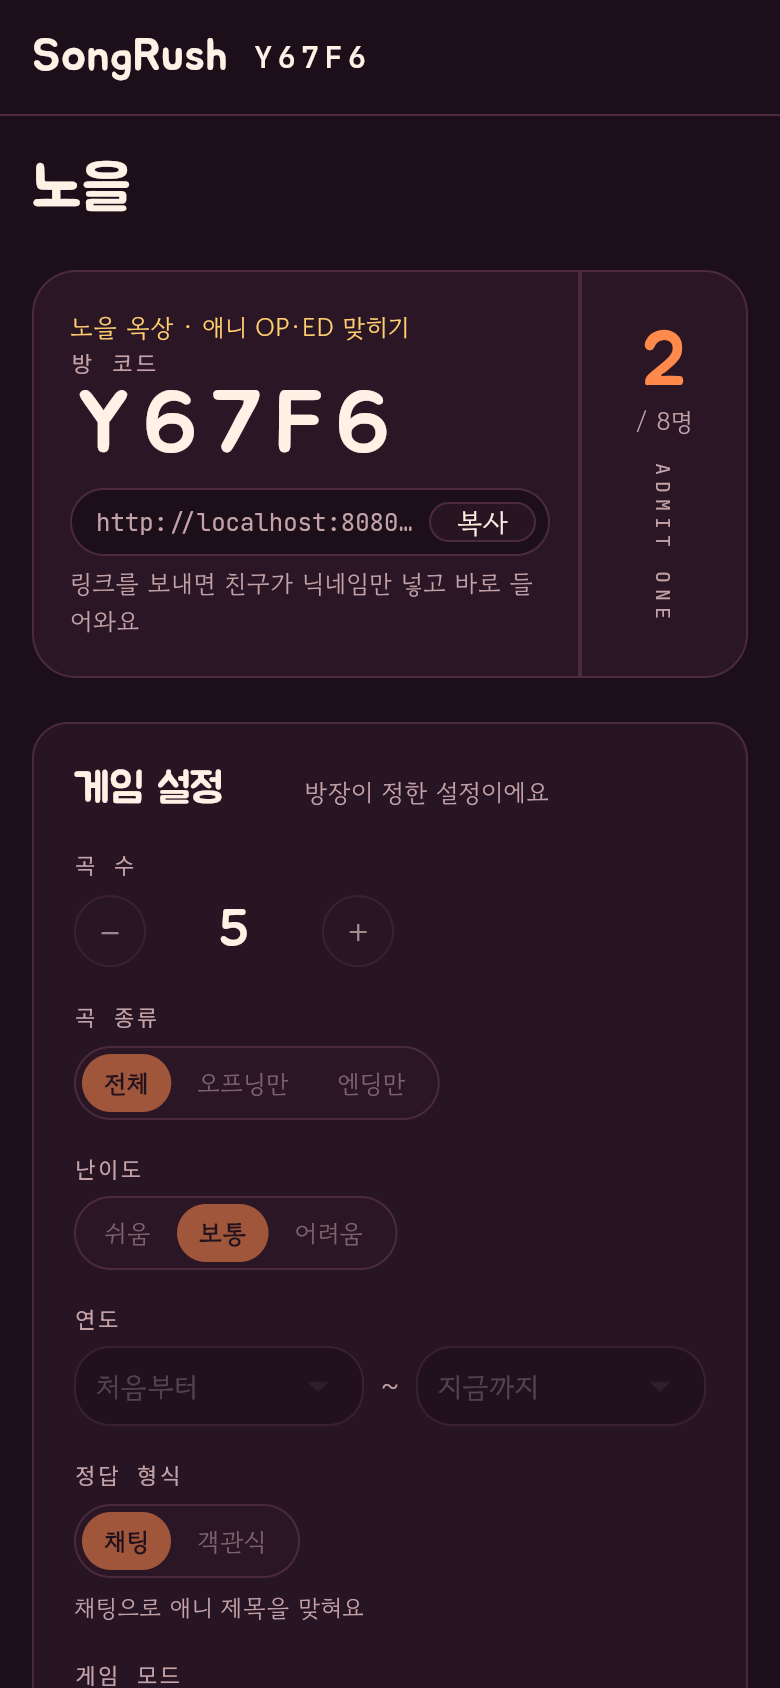 SongRush Y67F6
노을
노을 옥상 · 애니 OP·ED 맞히기
방 코드
Y67F6
http://localhost:8080…
복사
링크를 보내면 친구가 닉네임만 넣고 바로 들
어와요
2
/ 8명
ADMIT ONE
게임 설정
방장이 정한 설정이에요
곡 수
− 5 +
곡 종류
전체 오프닝만 엔딩만
난이도
쉬움 보통 어려움
연도
처음부터 ~ 지금까지
정답 형식
채팅 객관식
채팅으로 애니 제목을 맞혀요
게임 모드